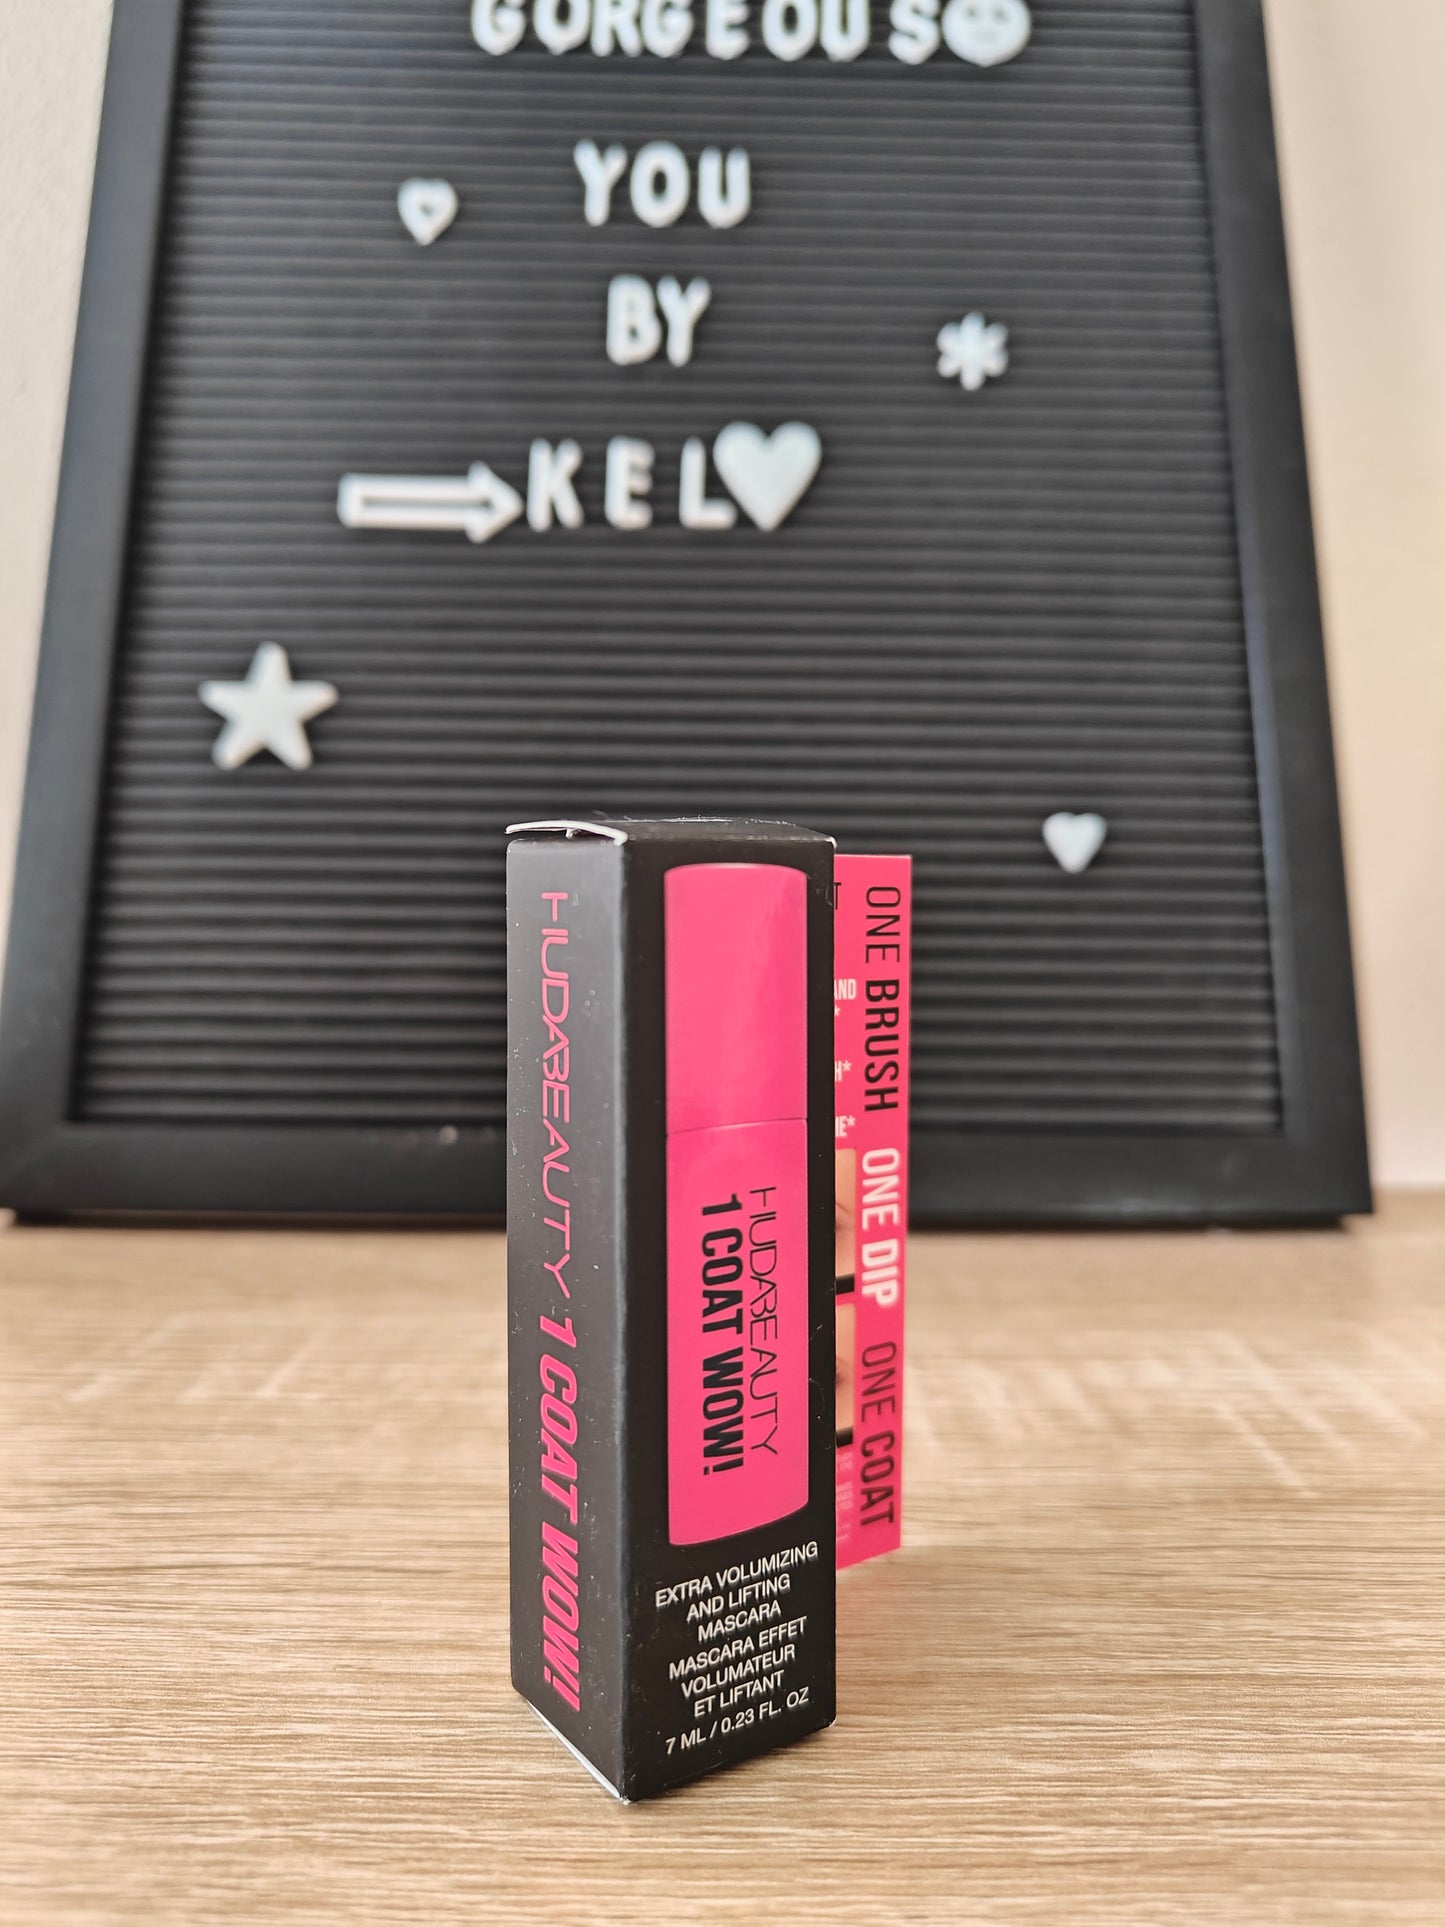 GORGEOUS
YOU
BY
KEL
HUDABEAUTY 1 COAT WOW!
HUDABEAUTY
1 COAT WOW!
EXTRA VOLUMIZING
AND LIFTING
MASCARA
MASCARA EFFET
VOLUMATEUR
ET LIFTANT
7 ML / 0.23 FL. OZ
ONE BRUSH ONE DIP ONE COAT